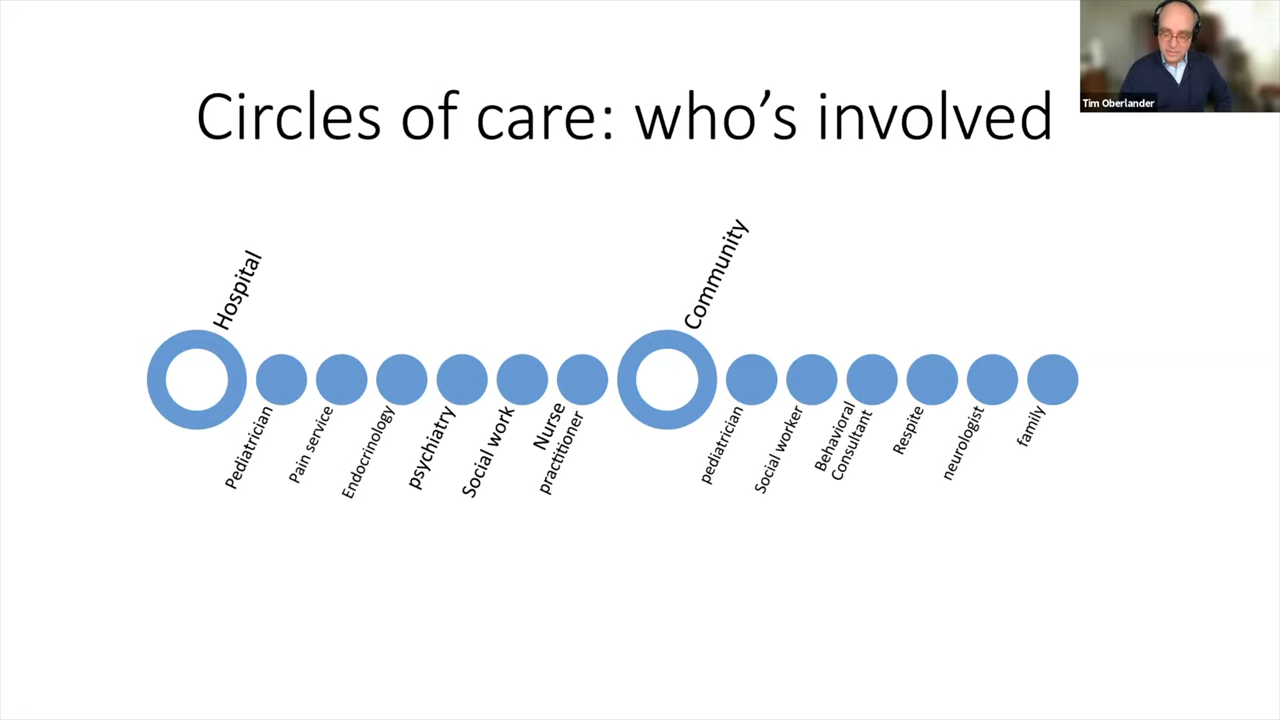 Circles of care: who's involved
Tim Oberlander
Hospital
Pediatrician
Pain service
Endocrinology
psychiatry
Social work
Nurse
practitioner
Community
pediatrician
Social worker
Behavioral
Consultant
Respite
neurologist
family